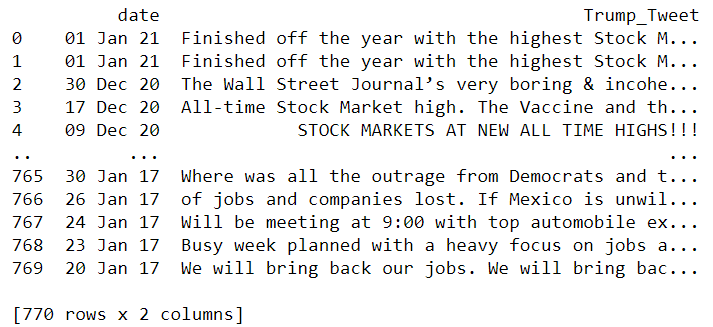 date Trump_Tweet
0 01 Jan 21 Finished off the year with the highest Stock M...
1 01 Jan 21 Finished off the year with the highest Stock M...
2 30 Dec 20 The Wall Street Journal’s very boring & incohe...
3 17 Dec 20 All-time Stock Market high. The Vaccine and th...
4 09 Dec 20 STOCK MARKETS AT NEW ALL TIME HIGHS!!!
.. ... ...
765 30 Jan 17 Where was all the outrage from Democrats and t...
766 26 Jan 17 of jobs and companies lost. If Mexico is unwil...
767 24 Jan 17 Will be meeting at 9:00 with top automobile ex...
768 23 Jan 17 Busy week planned with a heavy focus on jobs a...
769 20 Jan 17 We will bring back our jobs. We will bring bac...
[770 rows x 2 columns]